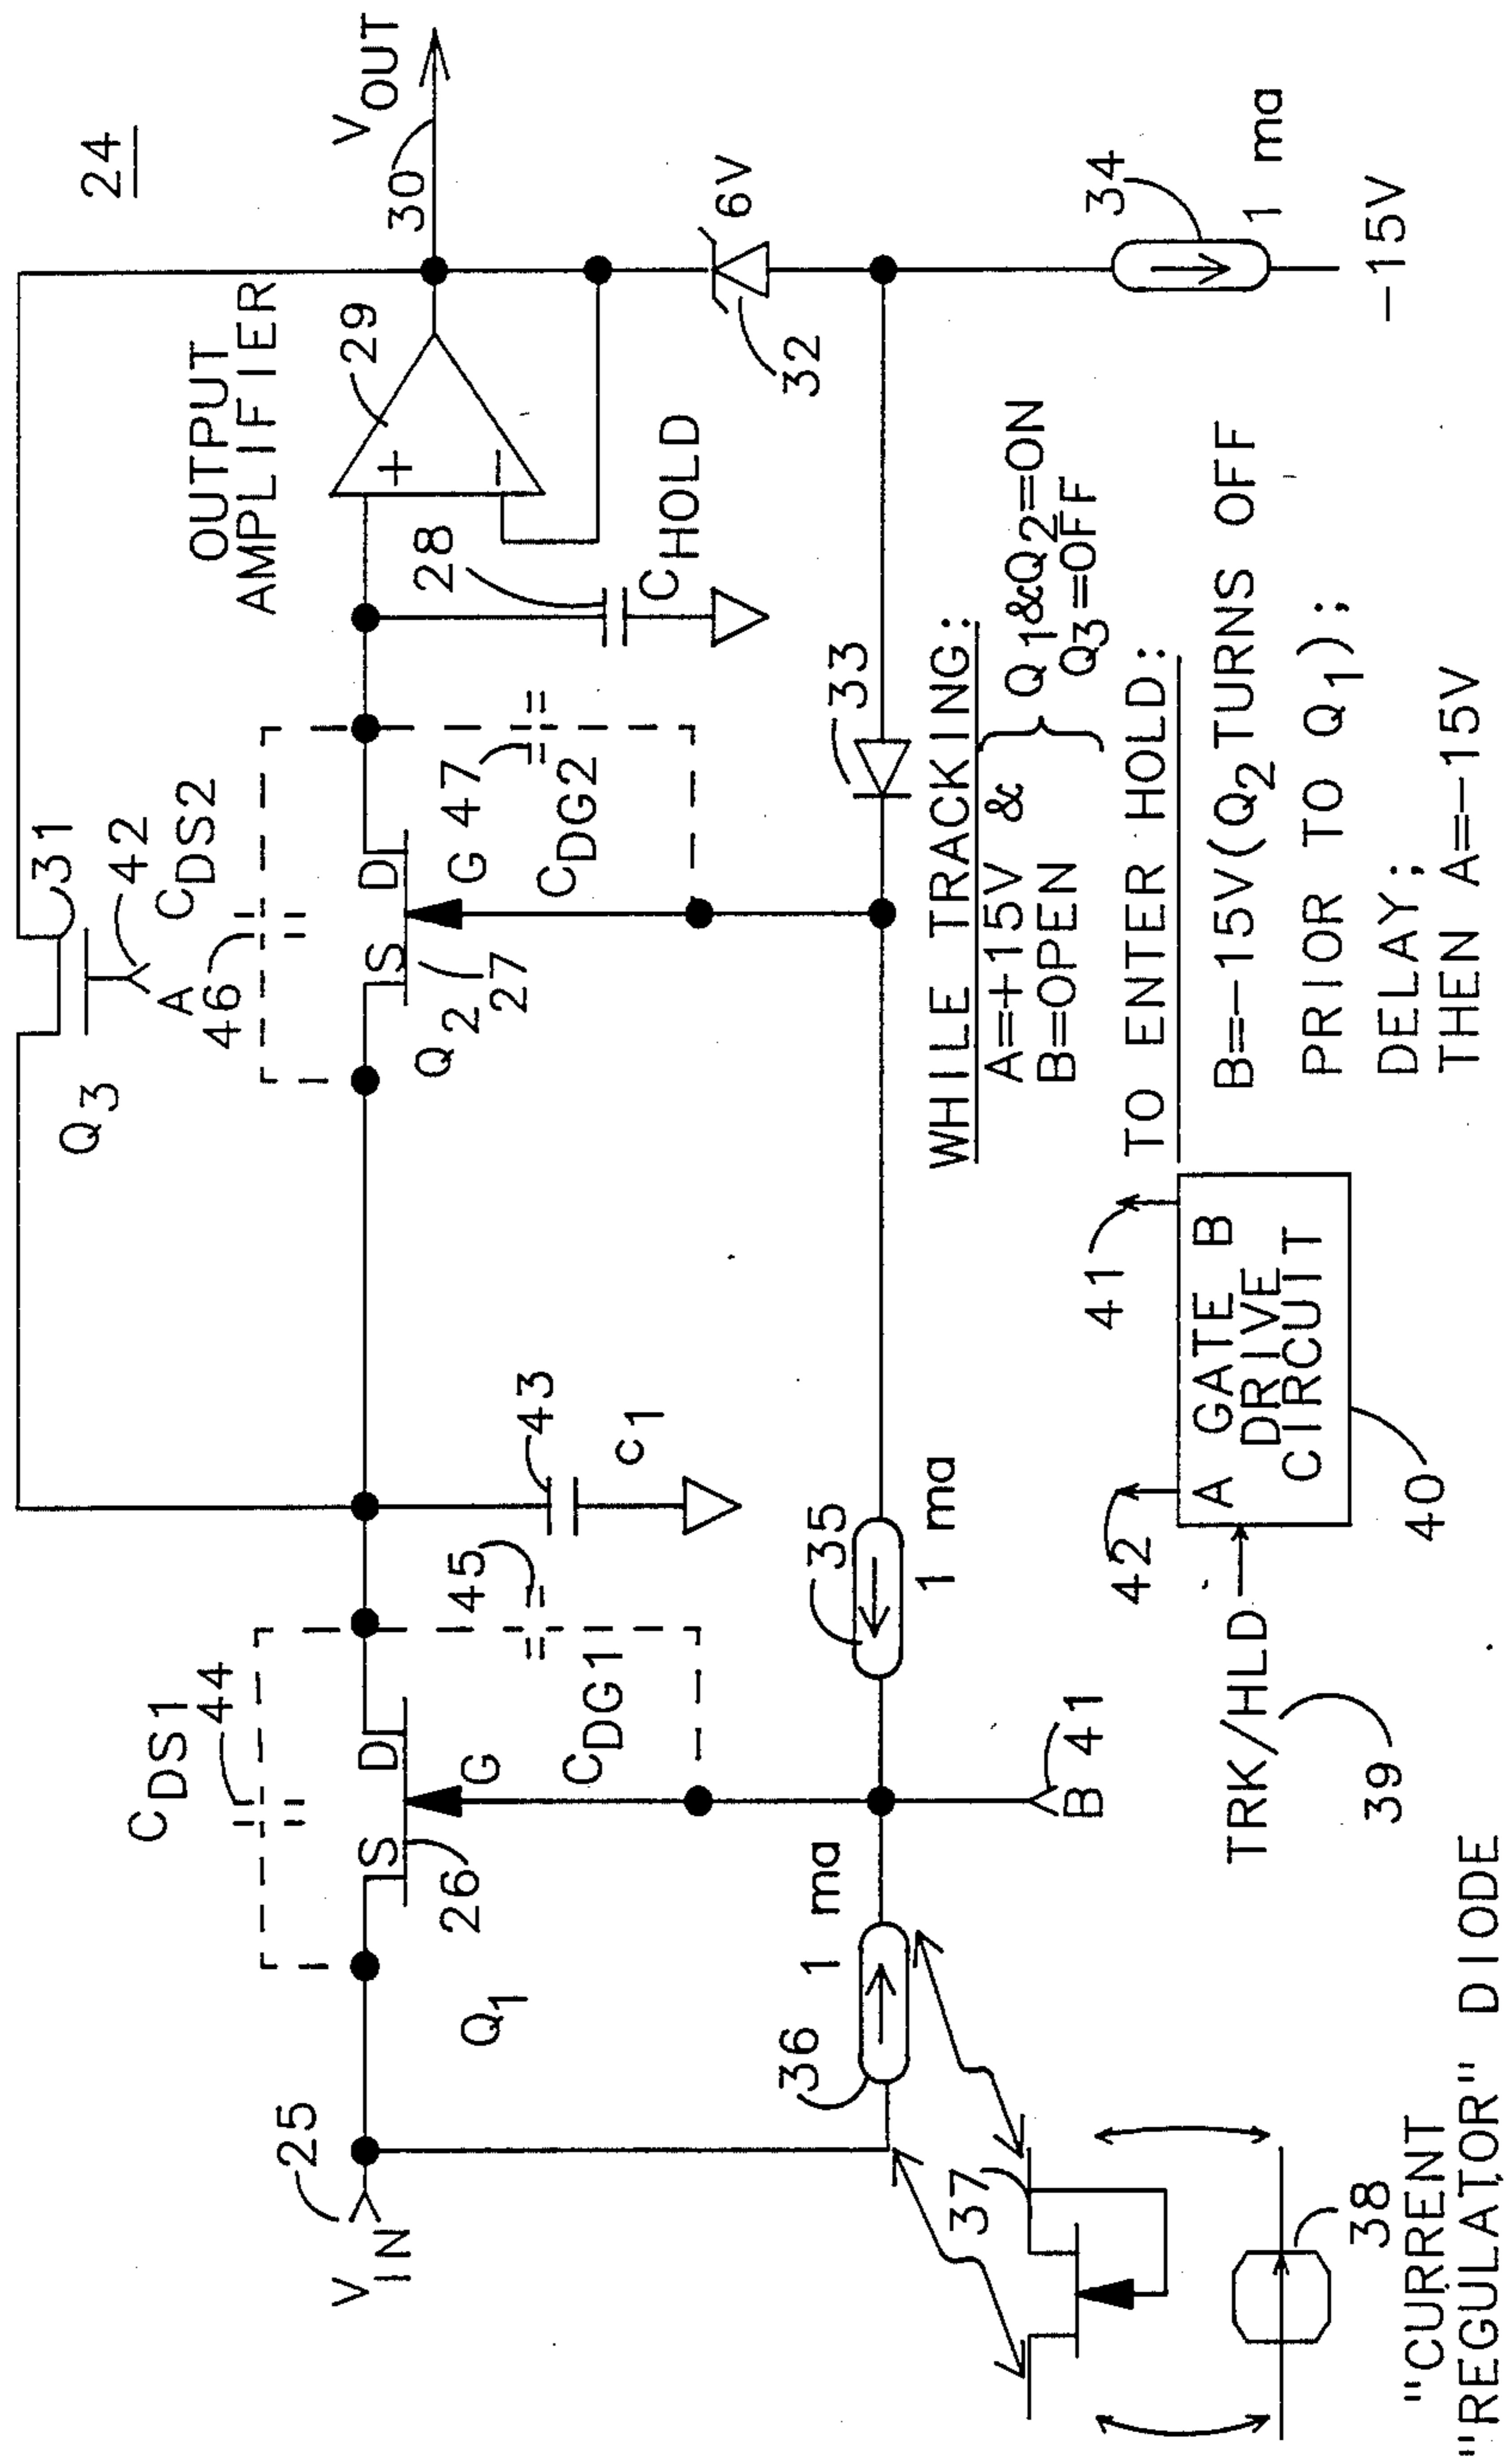 24
Q3
31
A
42
CDS1
44
CDS2
46
OUTPUT
AMPLIFIER
29
30
VOUT
VIN
25
S
D
26
G
Q1
45
CDG1
43
C1
S
D
Q2
27
G
47
CDG2
28
CHOLD
+
−
32
6V
36
1 ma
35
1 ma
33
34
1 ma
-15V
B 41
37
38
"CURRENT
"REGULATOR" DIODE
TRK/HLD
39
42
41
A GATE B
DRIVE
CIRCUIT
40
WHILE TRACKING:
A=+15V &
B=OPEN
Q1&Q2=ON
Q3=OFF
TO ENTER HOLD:
B=-15V(Q2 TURNS OFF
PRIOR TO Q1);
DELAY;
THEN A=-15V